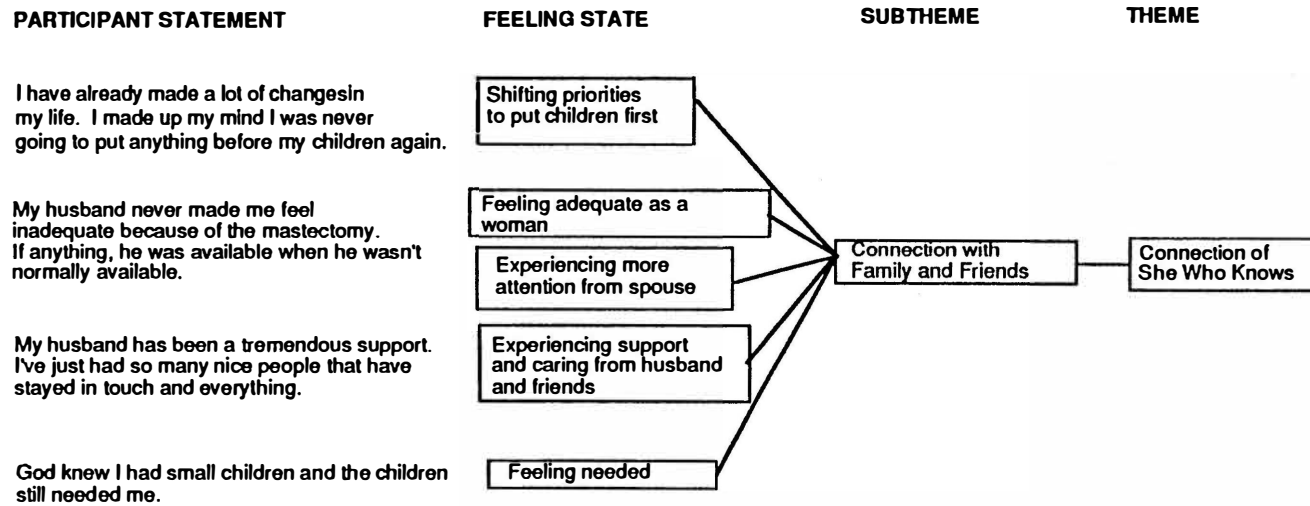 PARTICIPANT STATEMENT
FEELING STATE
SUBTHEME
THEME
I have already made a lot of changesin
my life. I made up my mind I was never
going to put anything before my children again.
Shifting priorities
to put children first
My husband never made me feel
inadequate because of the mastectomy.
If anything, he was available when he wasn't
normally available.
Feeling adequate as a
woman
Experiencing more
attention from spouse
Connection with
Family and Friends
Connection of
She Who Knows
My husband has been a tremendous support.
I've just had so many nice people that have
stayed in touch and everything.
Experiencing support
and caring from husband
and friends
God knew I had small children and the children
still needed me.
Feeling needed